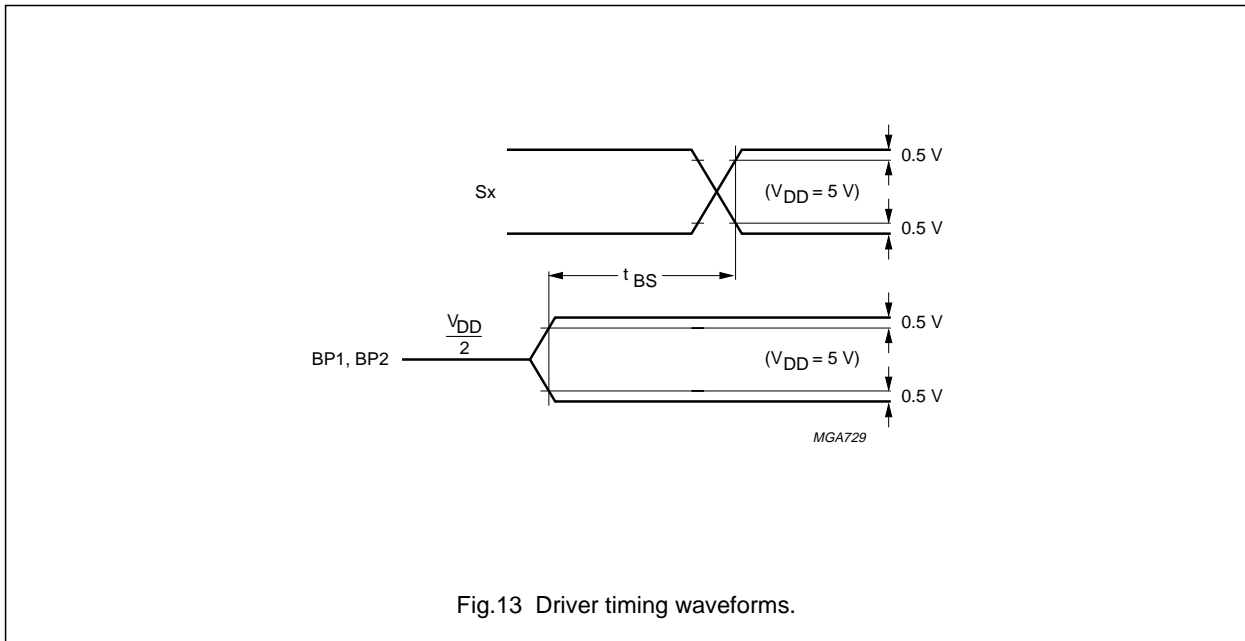 0.5 V
Sx
(VDD = 5 V)
0.5 V
tBS
VDD
2
0.5 V
BP1, BP2
(VDD = 5 V)
0.5 V
MGA729
Fig.13 Driver timing waveforms.